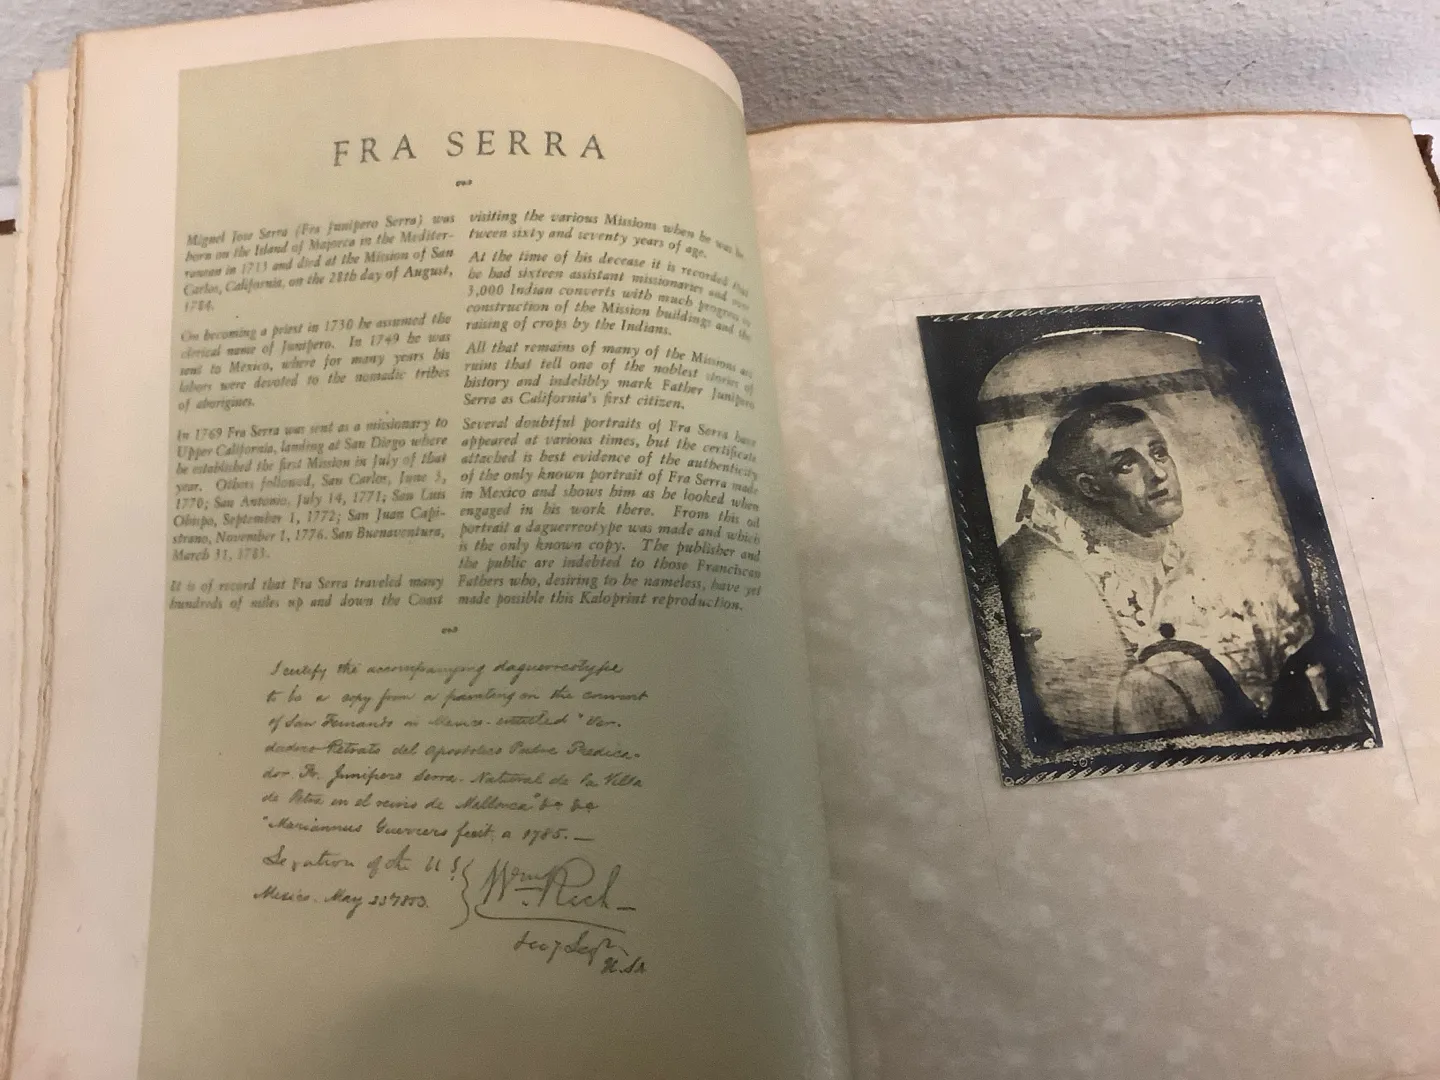 FRA SERRA
Miguel Jose Serra (Fra Junipero Serra) was
born on the Island of Majorca in the Mediter-
ranean in 1713 and died at the Mission of San
Carlos, California, on the 28th day of August,
1784.
On becoming a priest in 1730 he assumed the
clerical name of Junipero. In 1749 he was
sent to Mexico, where for many years his
labors were devoted to the nomadic tribes
of aborigines.
In 1769 Fra Serra was sent as a missionary to
Upper California, landing at San Diego where
he established the first Mission in July of that
year. Others followed, San Carlos, June 3,
1770; San Antonio, July 14, 1771; San Luis
Obispo, September 1, 1772; San Juan Capi-
strano, November 1, 1776. San Buenaventura,
March 31, 1783.
It is of record that Fra Serra traveled many
hundreds of miles up and down the Coast
visiting the various Missions when he was be
tween sixty and seventy years of age.
At the time of his decease it is recorded that
he had sixteen assistant missionaries and over
3,000 Indian converts with much progress in
construction of the Mission buildings and the
raising of crops by the Indians.
All that remains of many of the Missions are
ruins that tell one of the noblest stories of
history and indelibly mark Father Junipero
Serra as California's first citizen.
Several doubtful portraits of Fra Serra have
appeared at various times, but the certificate
attached is best evidence of the authenticity
of the only known portrait of Fra Serra made
in Mexico and shows him as he looked when
engaged in his work there. From this oil
portrait a daguerreotype was made and which
is the only known copy. The publisher and
the public are indebted to those Franciscan
Fathers who, desiring to be nameless, have yet
made possible this Kaloprint reproduction.
I certify the accompanying daguerreotype
to be a copy from a painting in the convent
of San Fernando in Mexico - entitled "Ver-
dadero Retrato del Apostolico Padre Predica-
dor Fr. Junipero Serra. National de la Villa
de Petra en el reino de Mallorca" &c &c
"Mariannus Guerrero fecit, a 1785. —
Legation of the U S.
Mexico. May 1853.
Wm Rich
U.SA